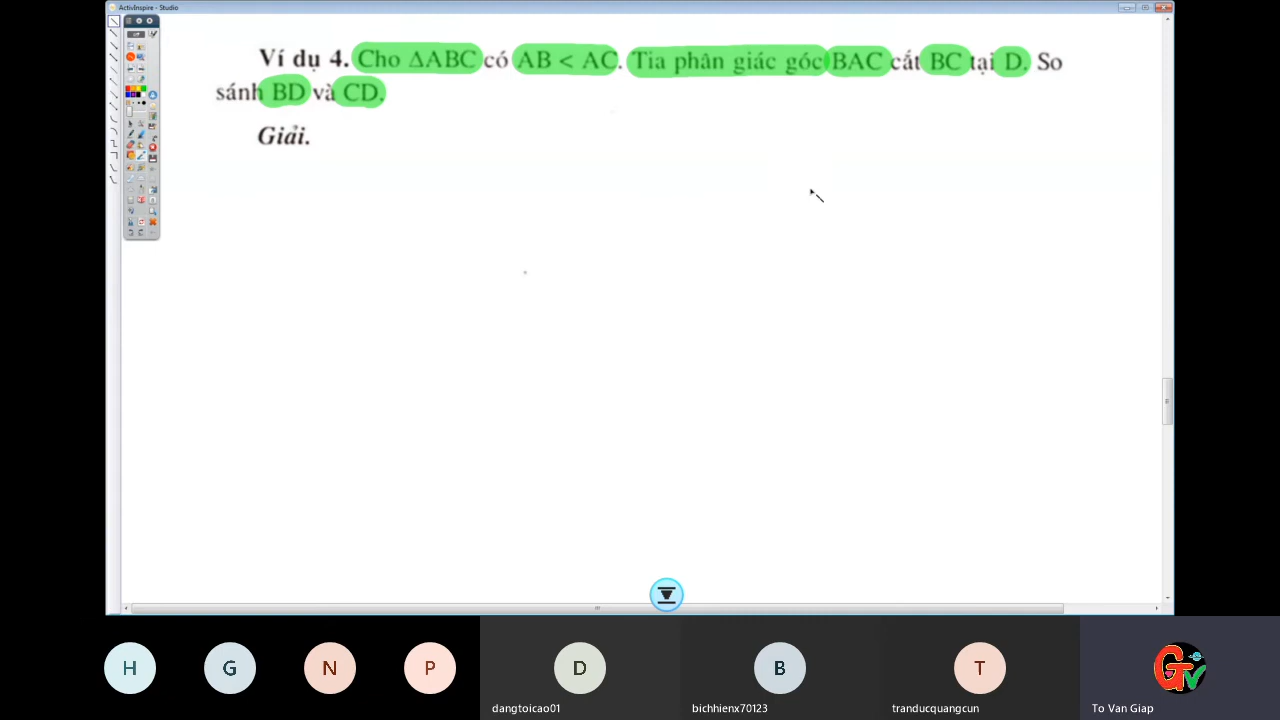 ActivInspire - Studio
Ví dụ 4. Cho ΔABC có AB < AC. Tia phân giác góc BAC cắt BC tại D. So
sánh BD và CD.
Giải.
H G N P D B T GV
dangtoicao01 bichhienx70123 tranducquangcun To Van Giap